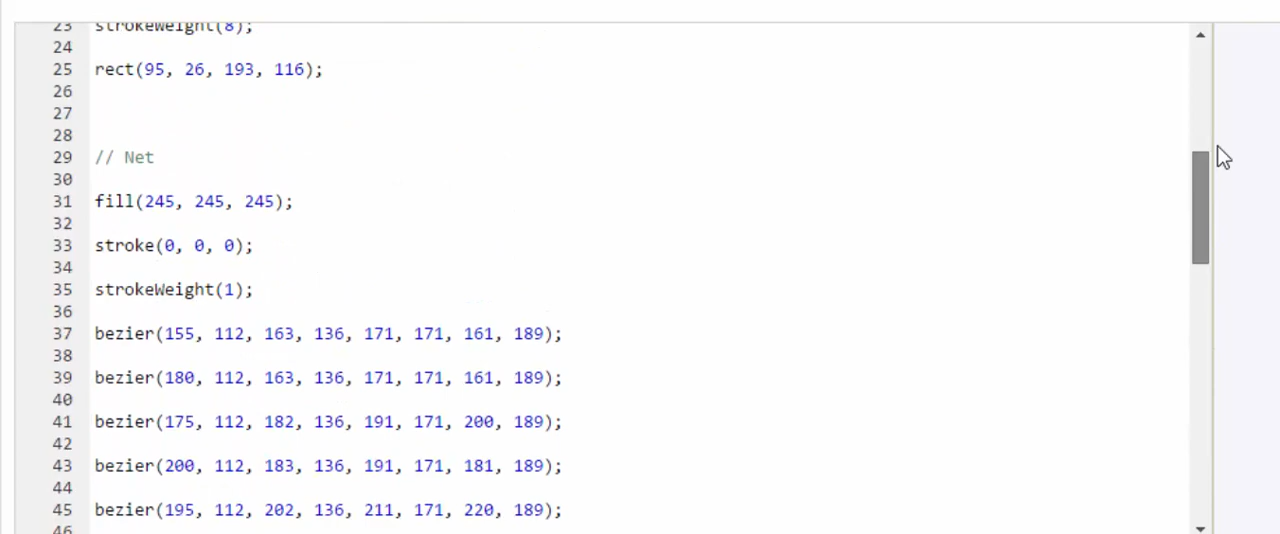 23 strokeWeight(8);
24
25 rect(95, 26, 193, 116);
26
27
28
29 // Net
30
31 fill(245, 245, 245);
32
33 stroke(0, 0, 0);
34
35 strokeWeight(1);
36
37 bezier(155, 112, 163, 136, 171, 171, 161, 189);
38
39 bezier(180, 112, 163, 136, 171, 171, 161, 189);
40
41 bezier(175, 112, 182, 136, 191, 171, 200, 189);
42
43 bezier(200, 112, 183, 136, 191, 171, 181, 189);
44
45 bezier(195, 112, 202, 136, 211, 171, 220, 189);
46